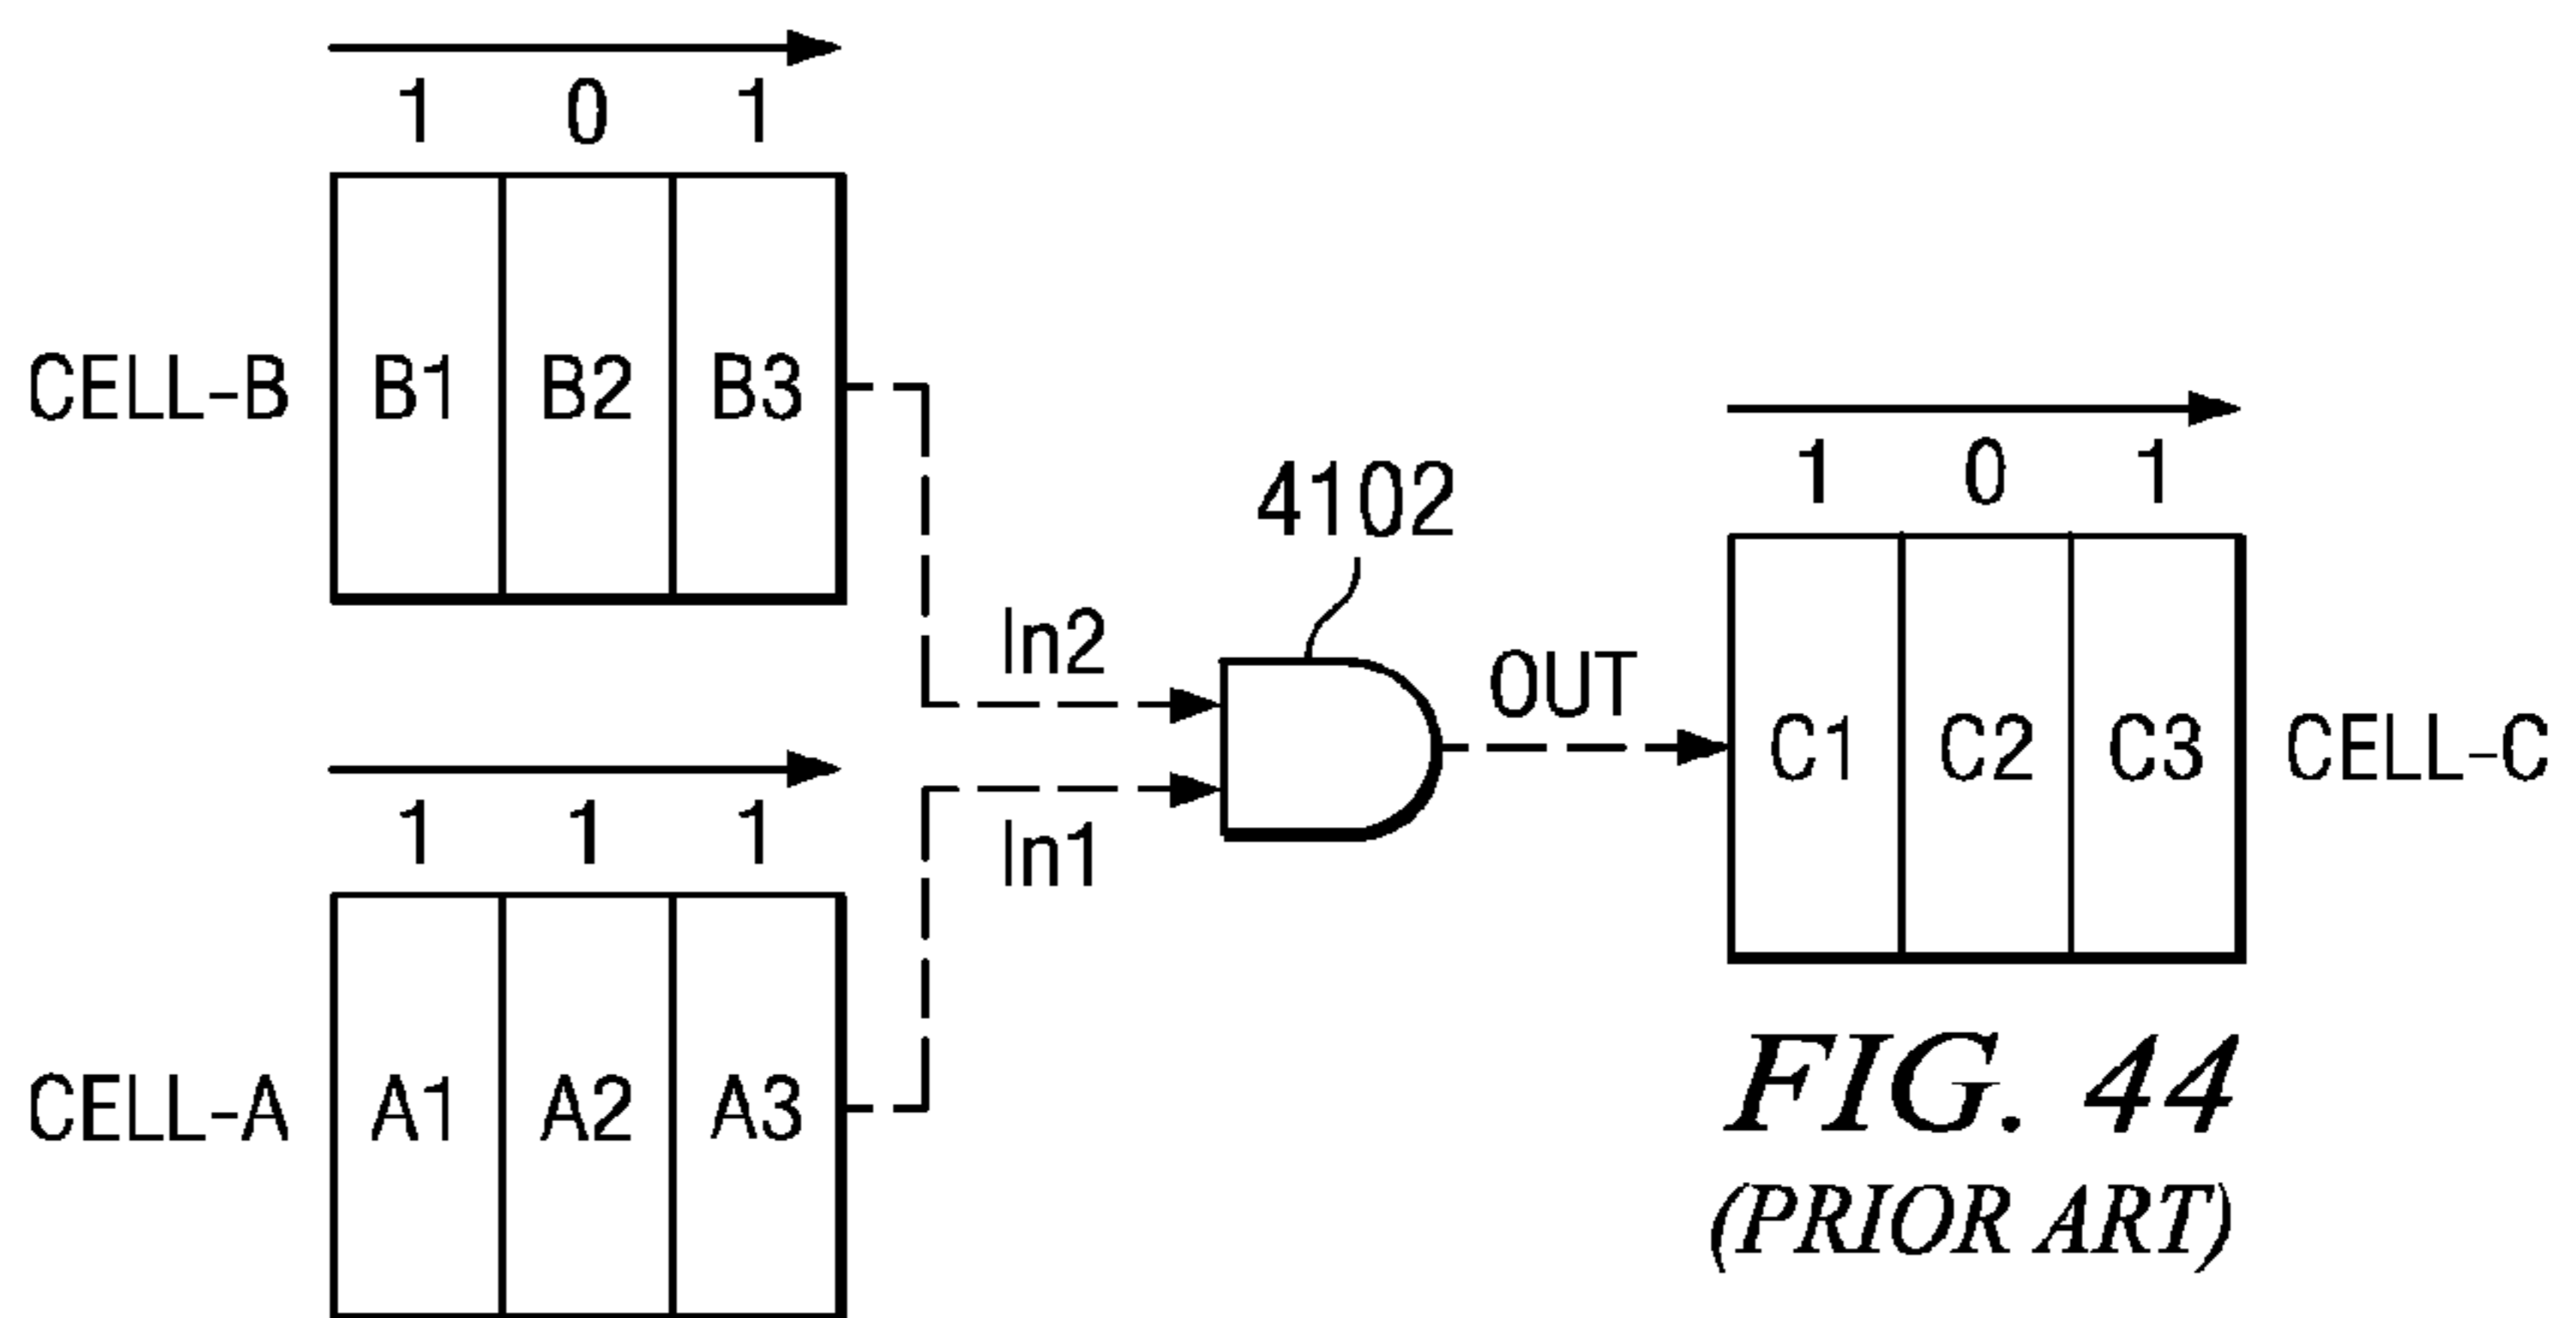 1 0 1
CELL-B B1 B2 B3
4102
1 0 1
In2
OUT
C1 C2 C3 CELL-C
1 1 1
In1
CELL-A A1 A2 A3
FIG. 44
(PRIOR ART)